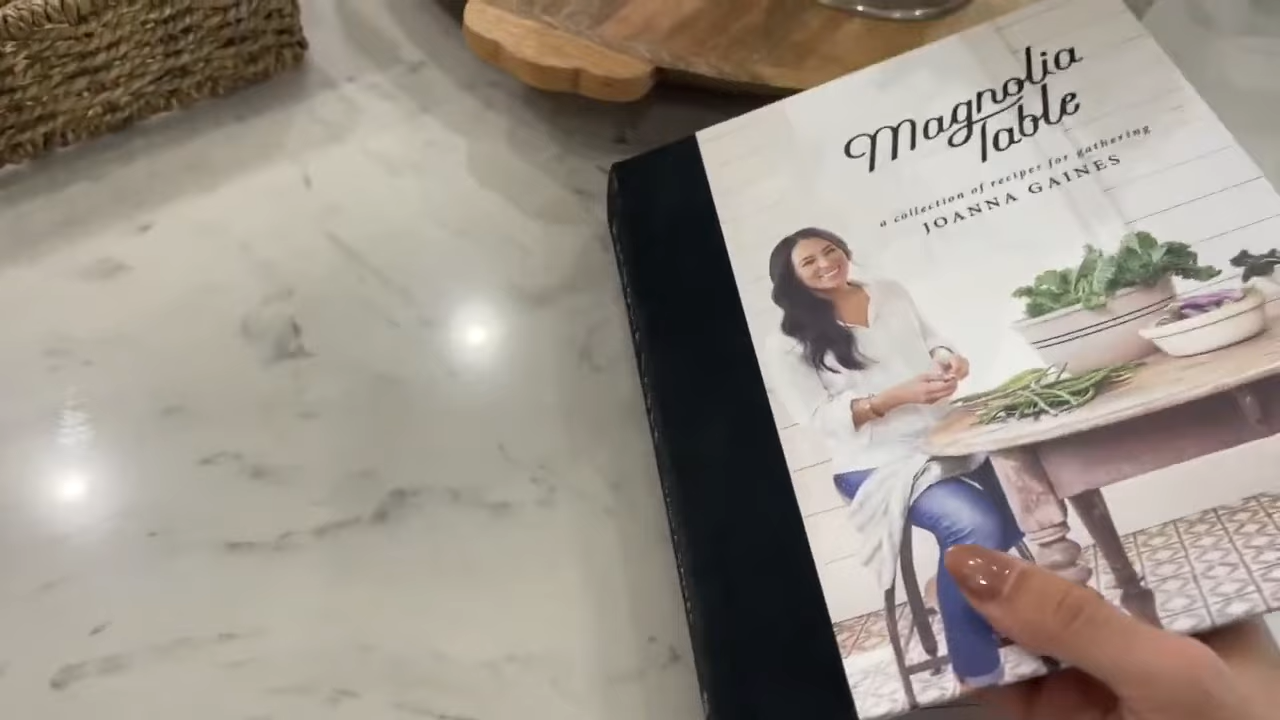 Magnolia
Table
a collection of recipes for gathering
JOANNA GAINES